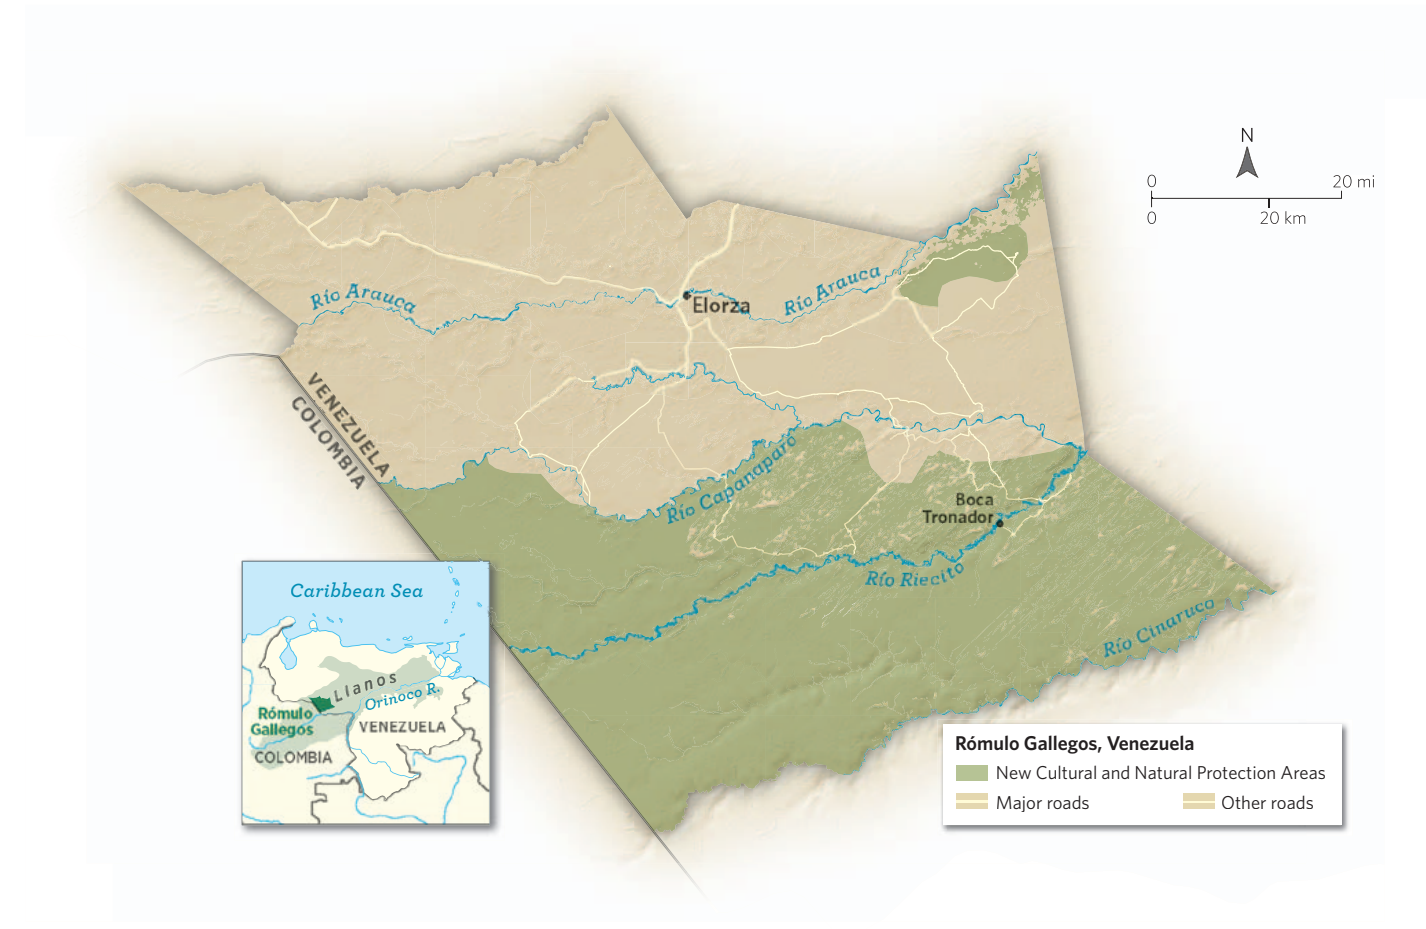 N
0 20 mi
0 20 km
Río Arauca
Río Arauca
Elorza
VENEZUELA
COLOMBIA
Río Capanaparo
Boca
Tronador
Río Riecito
Río Cinaruco
Caribbean Sea
Llanos
Orinoco R.
Rómulo
Gallegos
VENEZUELA
COLOMBIA
Rómulo Gallegos, Venezuela
New Cultural and Natural Protection Areas
Major roads Other roads